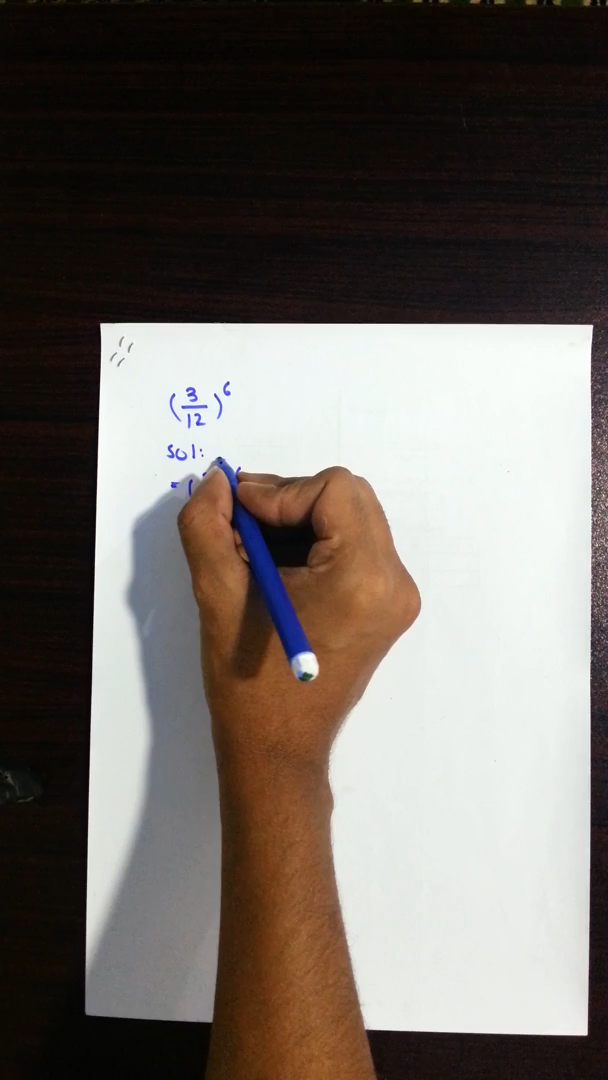 (3/12)^6
Sol:
= (